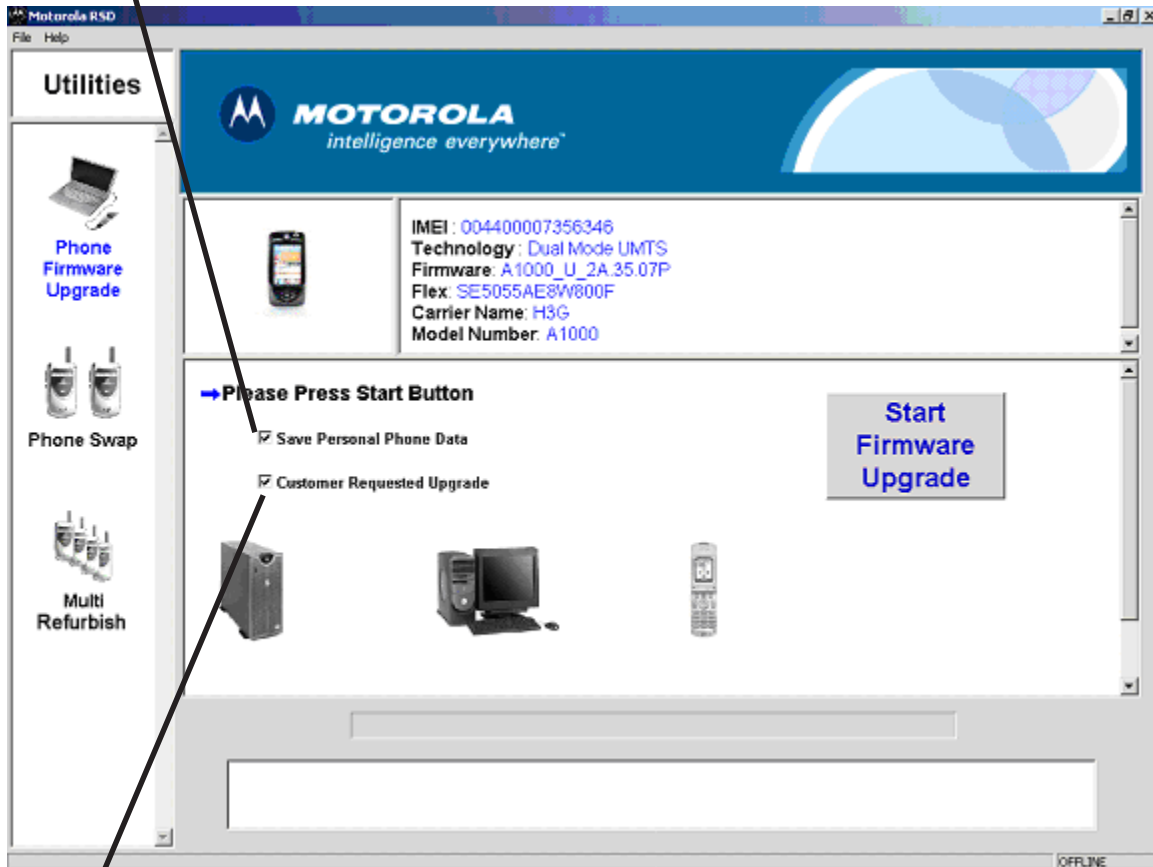 Motorola RSD
File Help
Utilities
Phone
Firmware
Upgrade
Phone Swap
Multi
Refurbish
MOTOROLA
intelligence everywhere™
IMEI : 004400007356346
Technology : Dual Mode UMTS
Firmware: A1000_U_2A.35.07P
Flex: SE5055AE8W800F
Carrier Name: H3G
Model Number: A1000
Please Press Start Button
Save Personal Phone Data
Customer Requested Upgrade
Start
Firmware
Upgrade
OFFLINE